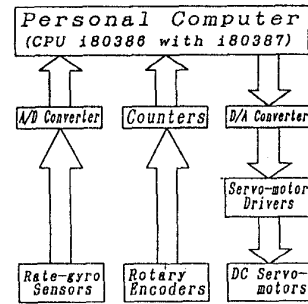 Personal Computer
(CPU i80386 with i80387)
A/D Converter
Counters
D/A Converter
Servo-motor
Drivers
Rate-gyro
Sensors
Rotary
Encoders
DC Servo-
motors